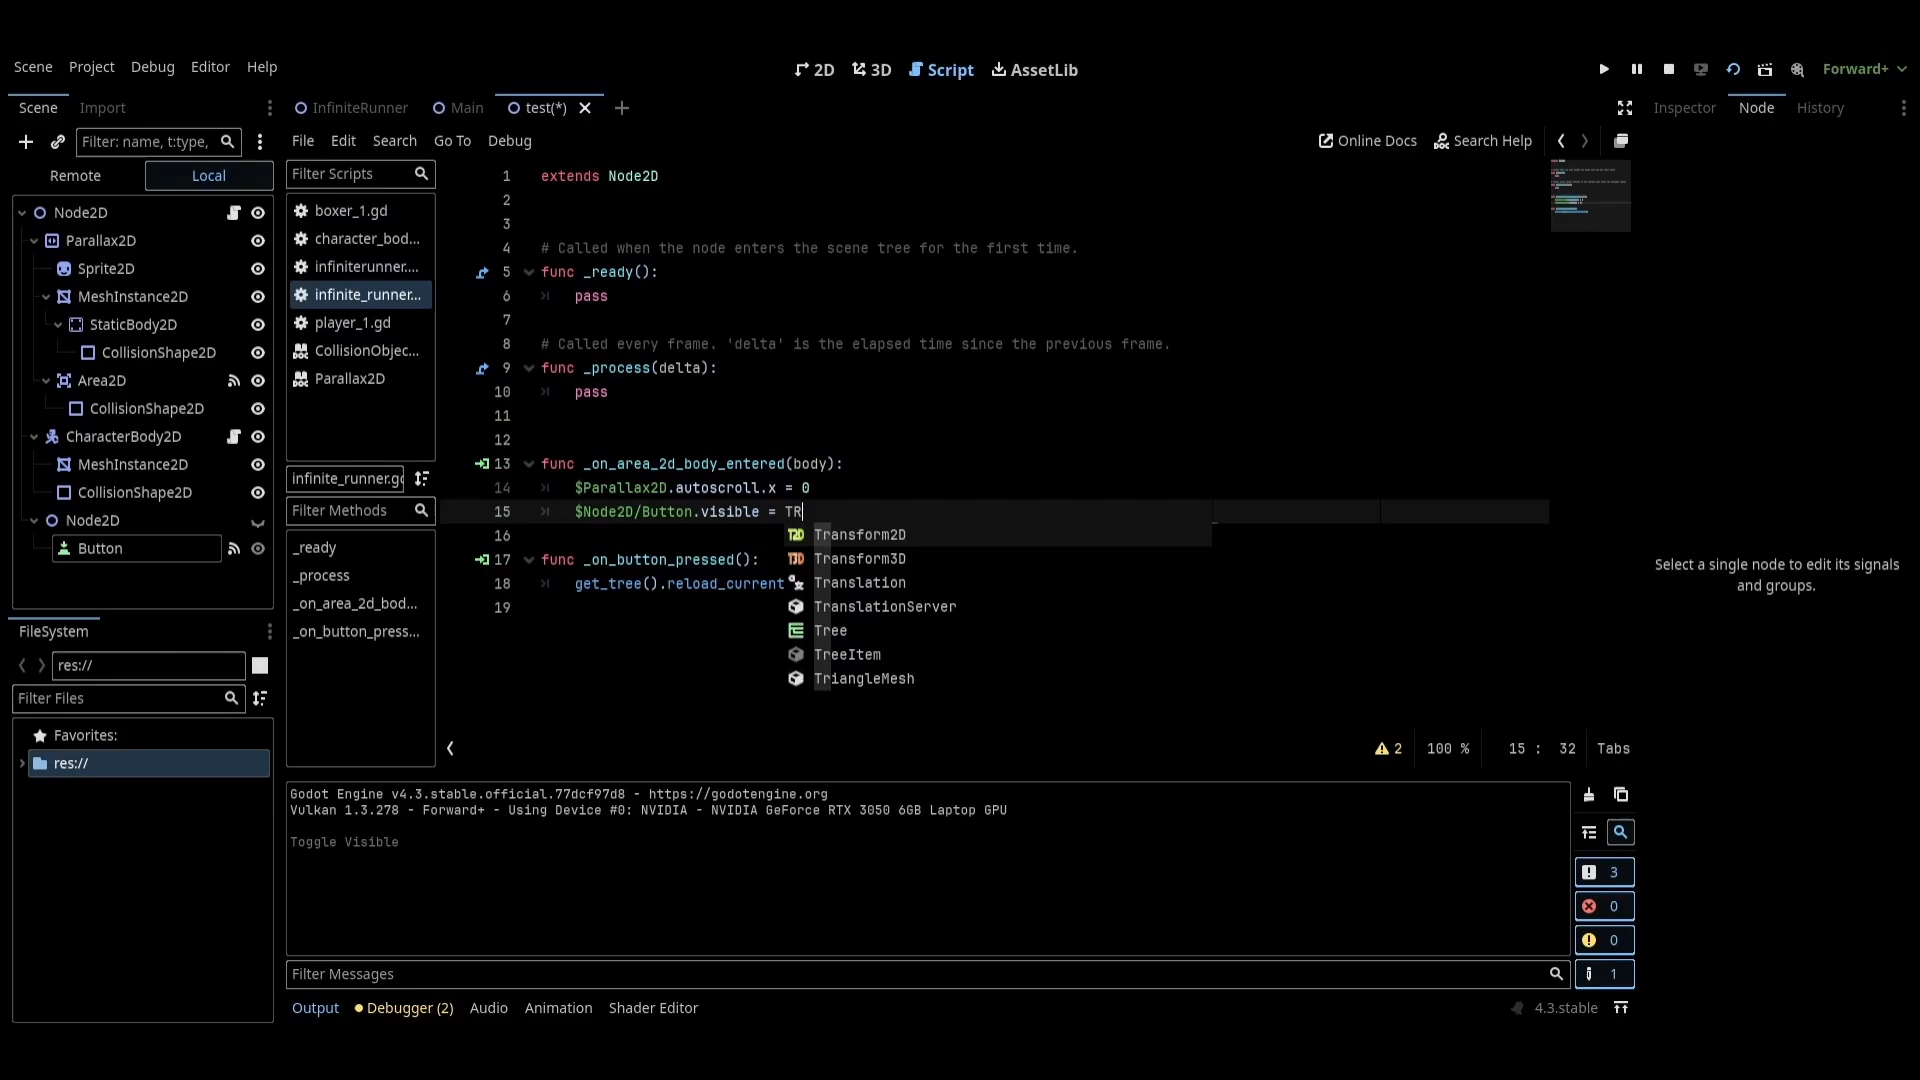 Scene Project Debug Editor Help
2D 3D Script AssetLib
Forward+
Scene Import
InfiniteRunner Main test(*)
Inspector Node History
Filter: name, t:type,
File Edit Search Go To Debug
Online Docs Search Help
Remote Local
Filter Scripts
Node2D
Parallax2D
Sprite2D
MeshInstance2D
StaticBody2D
CollisionShape2D
Area2D
CollisionShape2D
CharacterBody2D
MeshInstance2D
CollisionShape2D
Node2D
Button
boxer_1.gd
character_bod...
infiniterunner....
infinite_runner...
player_1.gd
CollisionObjec...
Parallax2D
infinite_runner.gd
Filter Methods
_ready
_process
_on_area_2d_bod...
_on_button_press...
1 extends Node2D
2
3
4 # Called when the node enters the scene tree for the first time.
5 func _ready():
6 pass
7
8 # Called every frame. 'delta' is the elapsed time since the previous frame.
9 func _process(delta):
10 pass
11
12
13 func _on_area_2d_body_entered(body):
14 $Parallax2D.autoscroll.x = 0
15 $Node2D/Button.visible = TR
16
17 func _on_button_pressed():
18 get_tree().reload_current
19
Transform2D
Transform3D
Translation
TranslationServer
Tree
TreeItem
TriangleMesh
2 100 % 15 : 32 Tabs
Select a single node to edit its signals
and groups.
FileSystem
res://
Filter Files
Favorites:
res://
Godot Engine v4.3.stable.official.77dcf97d8 - https://godotengine.org
Vulkan 1.3.278 - Forward+ - Using Device #0: NVIDIA - NVIDIA GeForce RTX 3050 6GB Laptop GPU
Toggle Visible
3
0
0
1
Filter Messages
Output Debugger (2) Audio Animation Shader Editor
4.3.stable